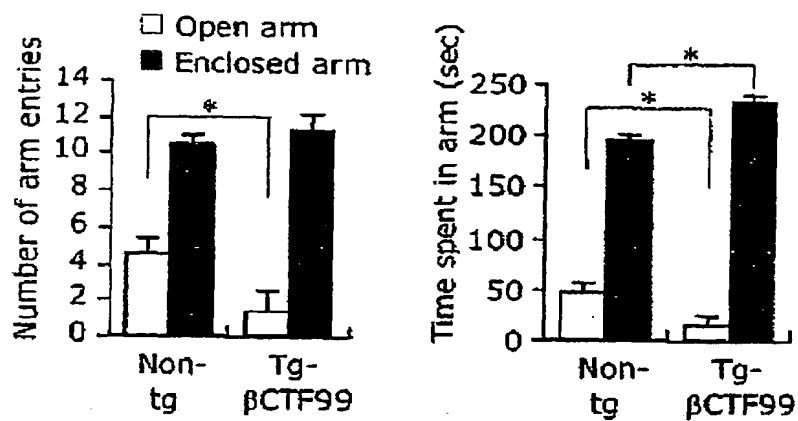 Open arm
Enclosed arm
Number of arm entries
14
12
10
8
6
4
2
0
*
Non-
tg
Tg-
βCTF99
Time spent in arm (sec)
250
200
150
100
50
0
*
*
Non-
tg
Tg-
βCTF99